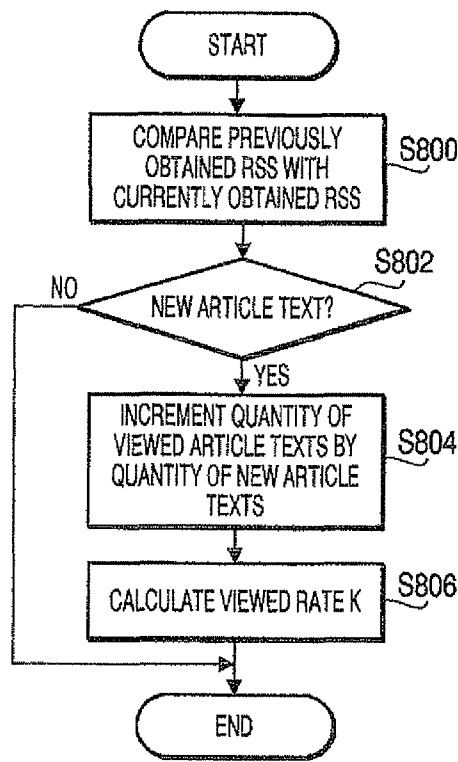 START
COMPARE PREVIOUSLY
OBTAINED RSS WITH
CURRENTLY OBTAINED RSS
S800
S802
NO
NEW ARTICLE TEXT?
YES
INCREMENT QUANTITY OF
VIEWED ARTICLE TEXTS BY
QUANTITY OF NEW ARTICLE
TEXTS
S804
CALCULATE VIEWED RATE K
S806
END